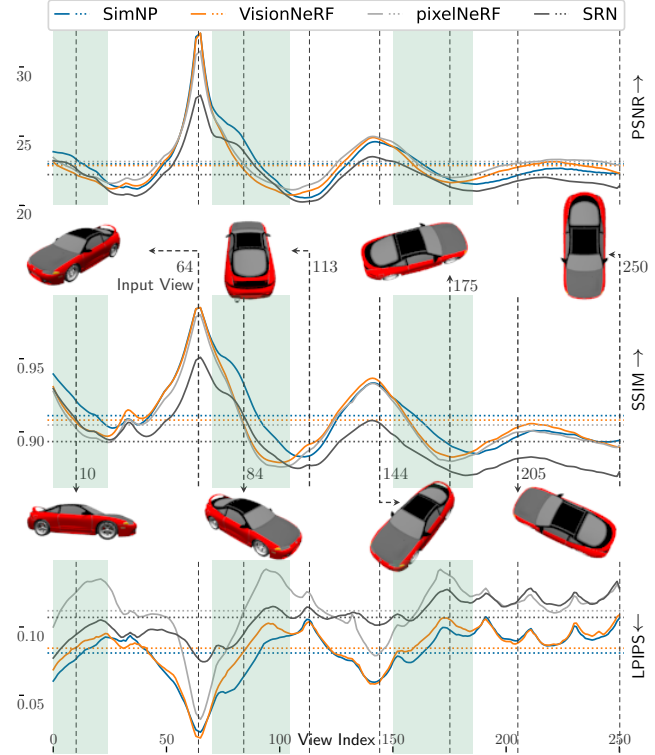 SimNP VisionNeRF pixelNeRF SRN
30
25
20
PSNR→
64
Input View
113
175
250
0.95
0.90
SSIM →
10
84
144
205
0.10
0.05
LPIPS←
0 50 100 150 200 250
View Index